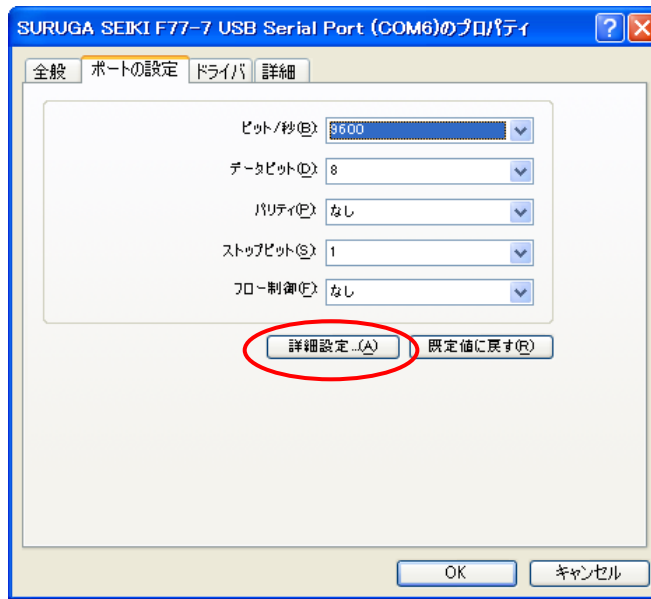 SURUGA SEIKI F77-7 USB Serial Port (COM6)のプロパティ
全般 ポートの設定 ドライバ 詳細
ビット/秒(B): 9600
データ ビット(D): 8
パリティ(P): なし
ストップ ビット(S): 1
フロー制御(F): なし
詳細設定...(A) 既定値に戻す(R)
OK キャンセル